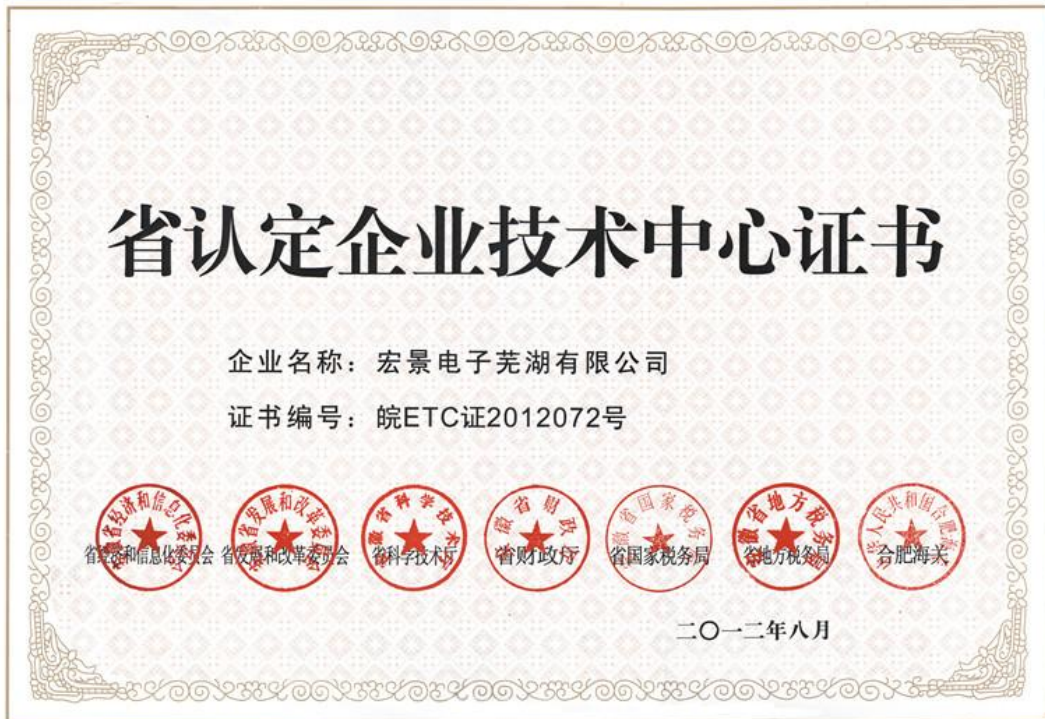 省认定企业技术中心证书
企业名称：宏景电子芜湖有限公司
证书编号：皖ETC证2012072号
省经济和信息化委员会 省发展和改革委员会 省科学技术厅 省财政厅 省国家税务局 省地方税务局 合肥海关
二〇一二年八月